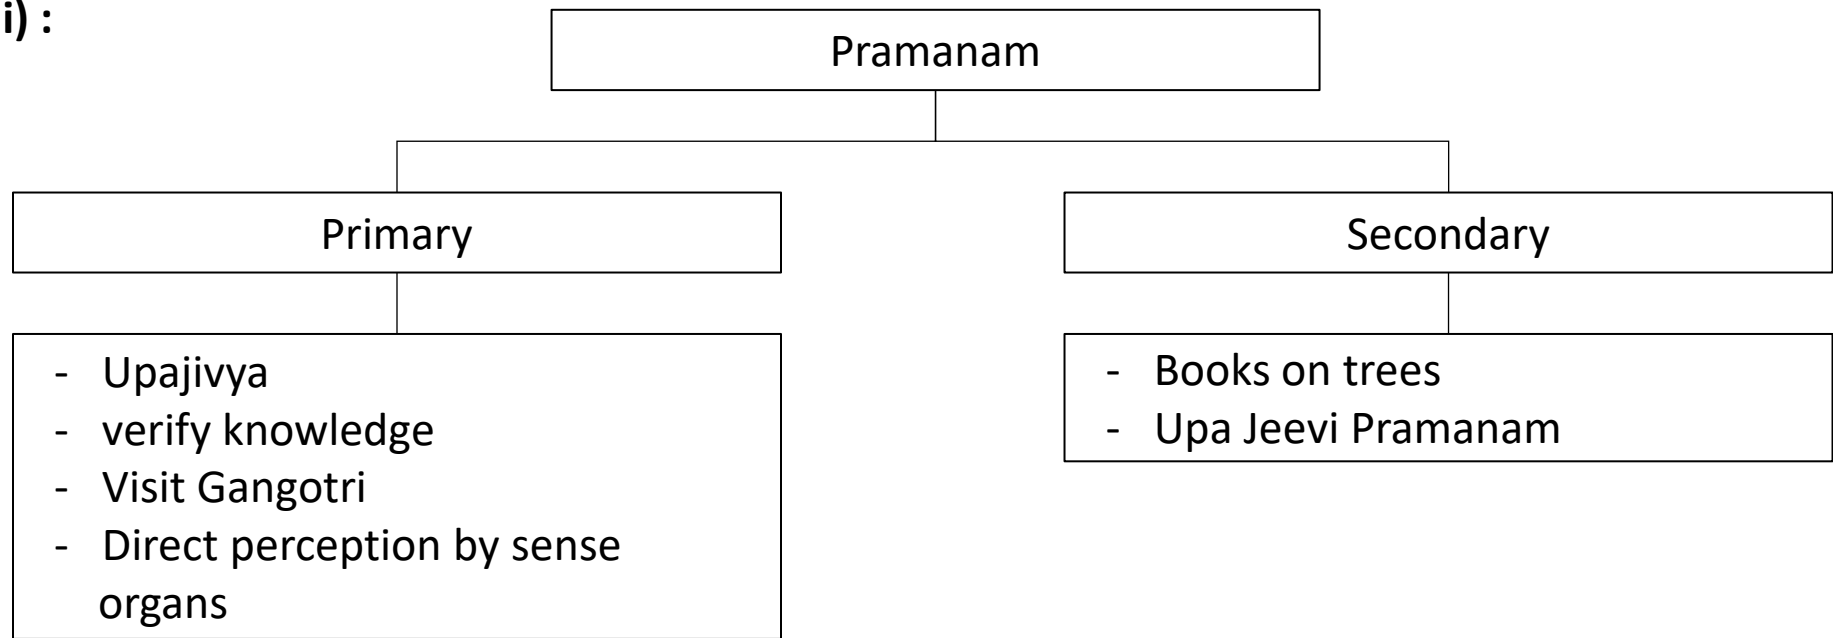 i) :
Pramanam
Primary
Secondary
- Upajivya
- verify knowledge
- Visit Gangotri
- Direct perception by sense
organs
- Books on trees
- Upa Jeevi Pramanam